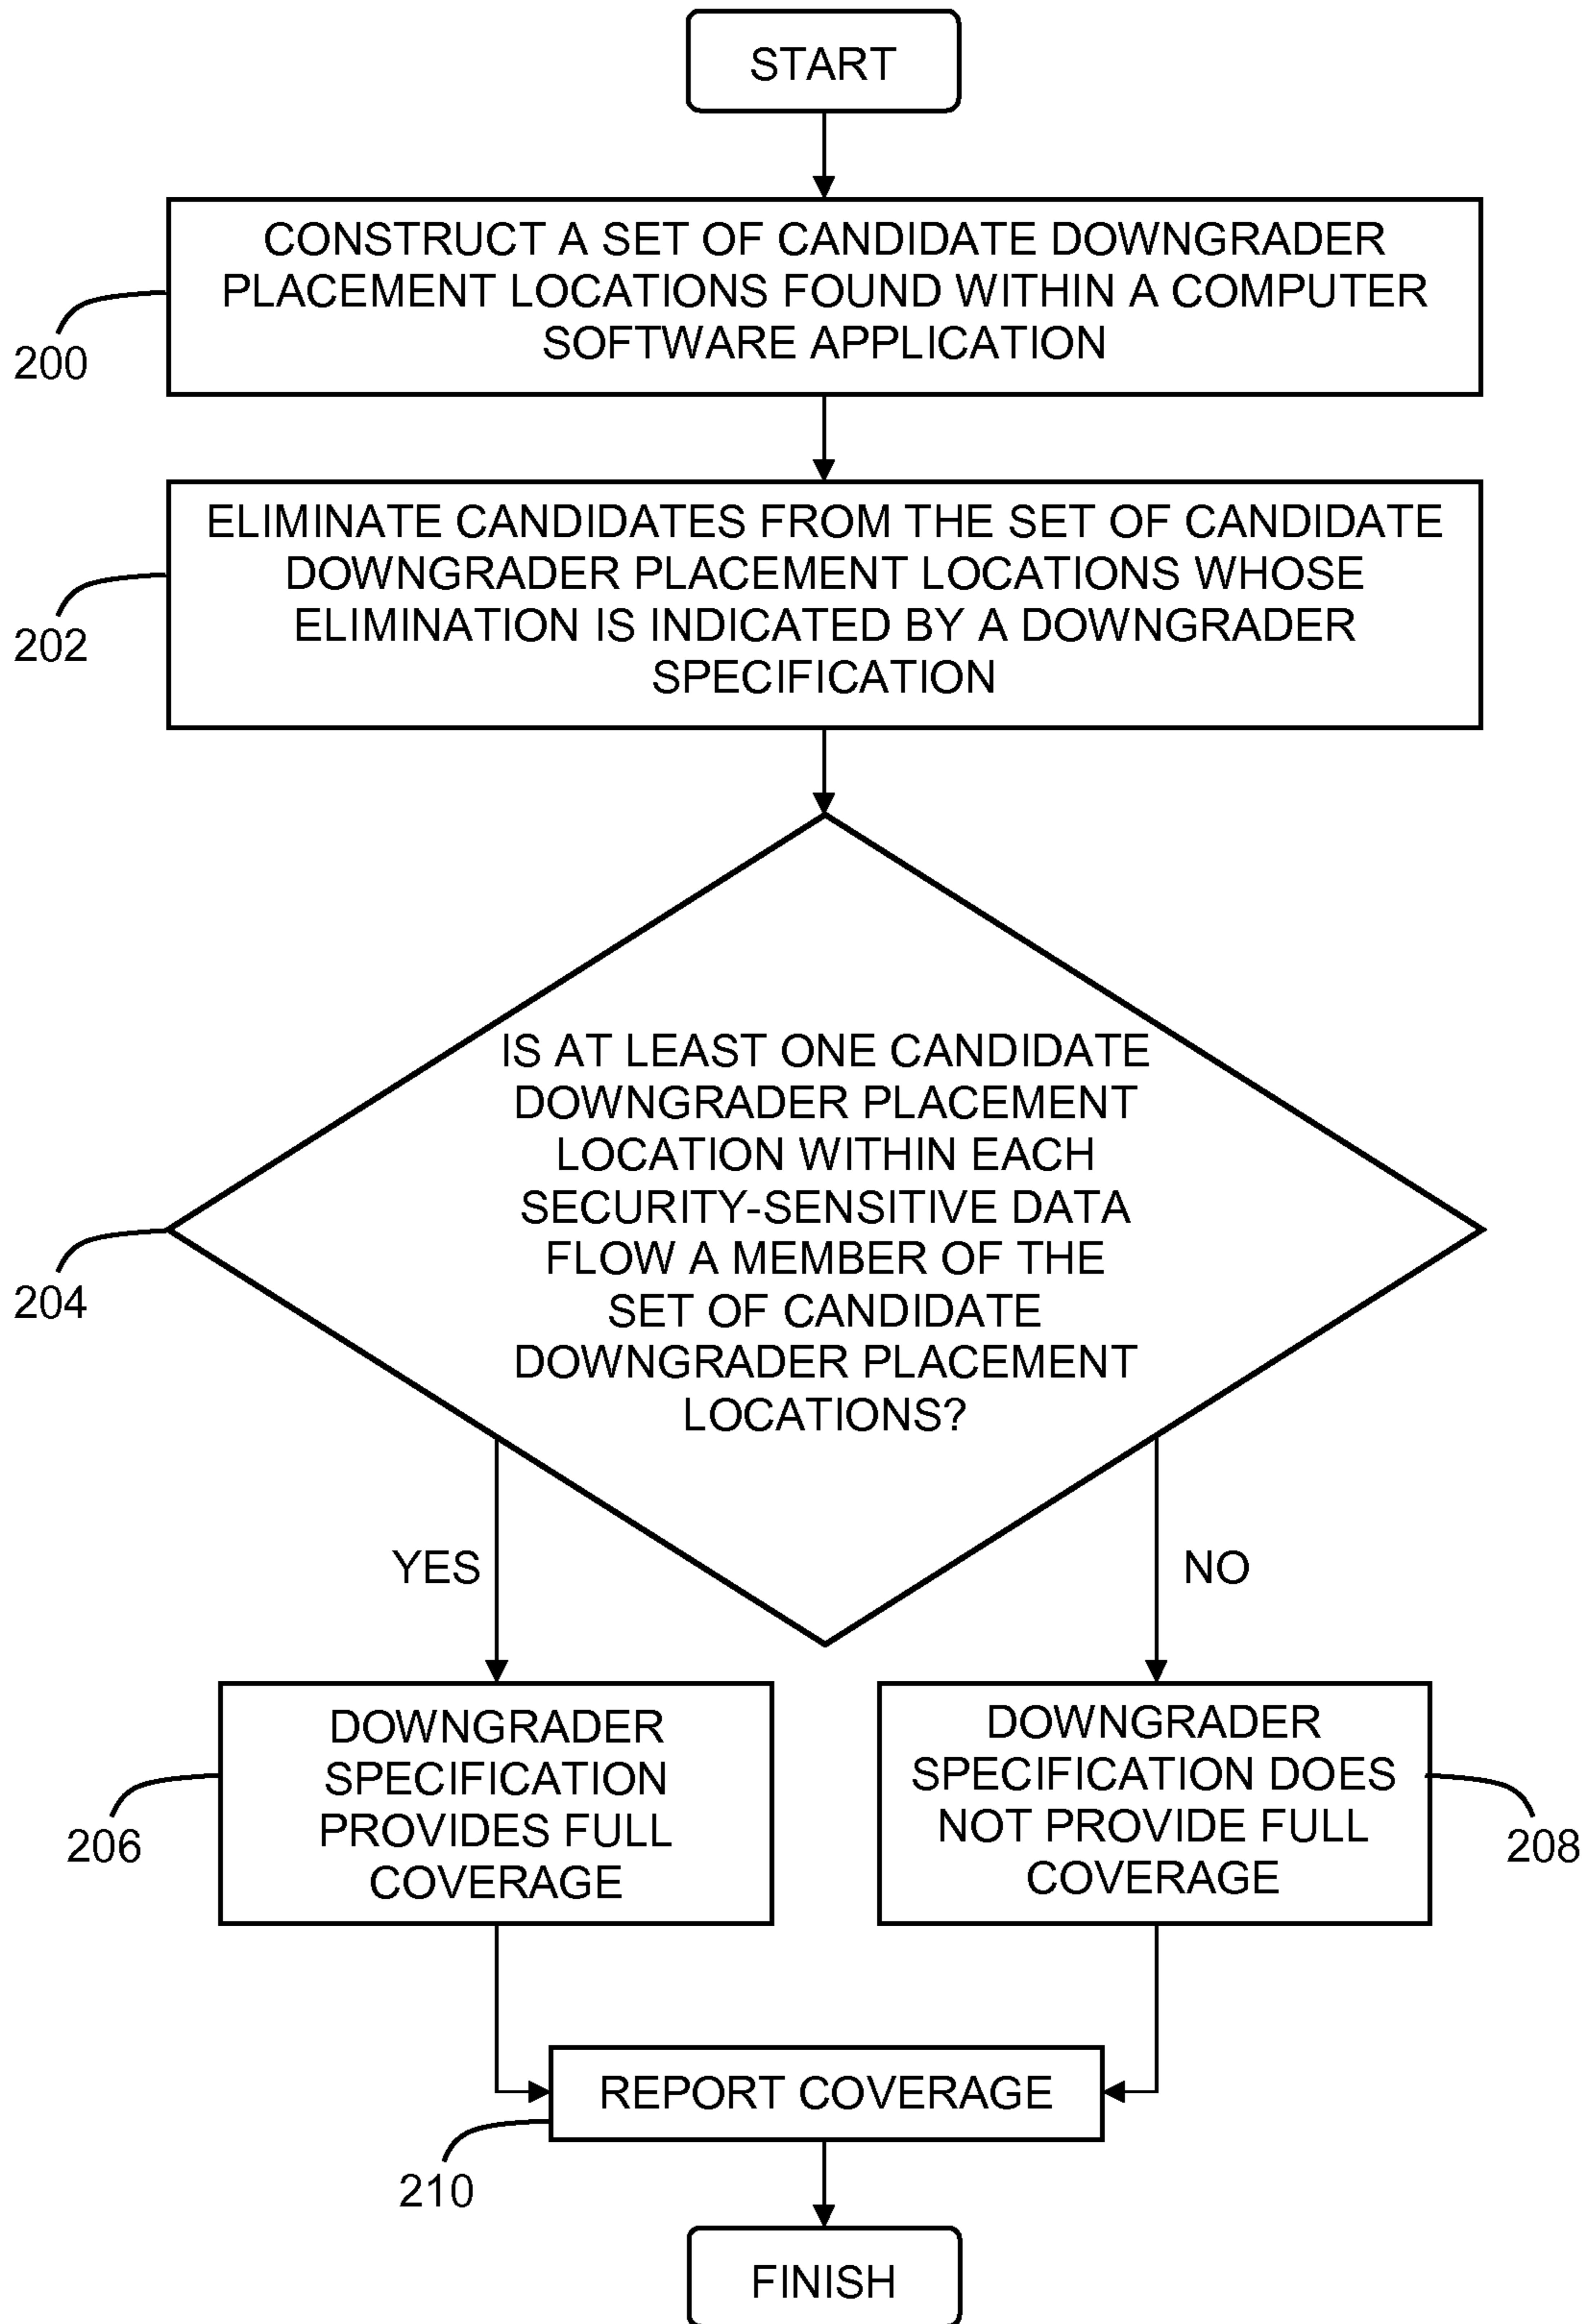 START
CONSTRUCT A SET OF CANDIDATE DOWNGRADER
PLACEMENT LOCATIONS FOUND WITHIN A COMPUTER
SOFTWARE APPLICATION
200
ELIMINATE CANDIDATES FROM THE SET OF CANDIDATE
DOWNGRADER PLACEMENT LOCATIONS WHOSE
ELIMINATION IS INDICATED BY A DOWNGRADER
SPECIFICATION
202
IS AT LEAST ONE CANDIDATE
DOWNGRADER PLACEMENT
LOCATION WITHIN EACH
SECURITY-SENSITIVE DATA
FLOW A MEMBER OF THE
SET OF CANDIDATE
DOWNGRADER PLACEMENT
LOCATIONS?
204
YES
NO
DOWNGRADER
SPECIFICATION
PROVIDES FULL
COVERAGE
206
DOWNGRADER
SPECIFICATION DOES
NOT PROVIDE FULL
COVERAGE
208
REPORT COVERAGE
210
FINISH